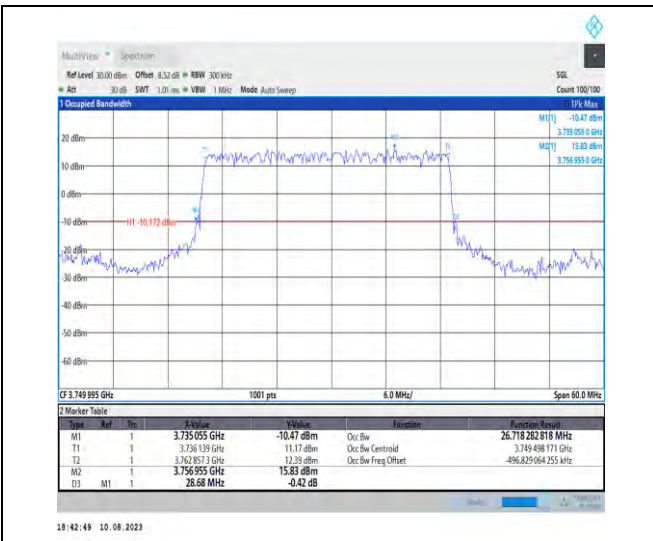 MultiView Spectrum
Ref Level 30.00 dBm Offset 8.52 dB RBW 300 kHz SGL
Att 30 dB SWT 1.01 ms VBW 1 MHz Mode Auto Sweep Count 100/100
1 Occupied Bandwidth 1Pk Max
M1[1] -10.47 dBm
3.735 055 0 GHz
M2[1] 15.83 dBm
3.756 955 0 GHz
20 dBm
10 dBm
0 dBm
-10 dBm
H1 -10.172 dBm
-20 dBm
-30 dBm
-40 dBm
-50 dBm
-60 dBm
CF 3.749 995 GHz 1001 pts 6.0 MHz/ Span 60.0 MHz
2 Marker Table
Type Ref Trc X-Value Y-Value Function Function Result
M1 1 3.735 055 GHz -10.47 dBm Occ Bw 26.718 282 818 MHz
T1 1 3.736 139 GHz 11.17 dBm Occ Bw Centroid 3.749 498 171 GHz
T2 1 3.762 857 3 GHz 12.39 dBm Occ Bw Freq Offset -496.829 064 255 kHz
M2 1 3.756 955 GHz 15.83 dBm
D3 M1 1 28.68 MHz -0.42 dB
18:42:49 10.08.2023